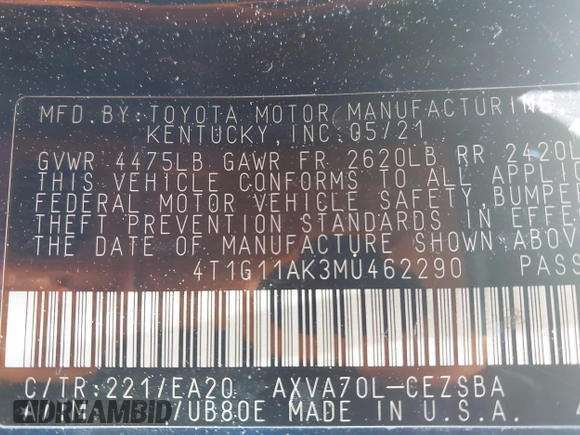 MFD.BY:TOYOTA MOTOR MANUFACTURING
KENTUCKY,INC.05/21
GVWR 4475LB GAWR FR 2620LB RR 2420L
THIS VEHICLE CONFORMS TO ALL APPLIC
FEDERAL MOTOR VEHICLE SAFETY,BUMPE
THEFT PREVENTION STANDARDS IN EFFE
THE DATE OF MANUFACTURE SHOWN ABOV
4T1G11AK3MU462290 PASS
C/TR:221/EA20 AXVA70L-CEZSBA
/UB80E MADE IN U.S.A.
DREAMBID